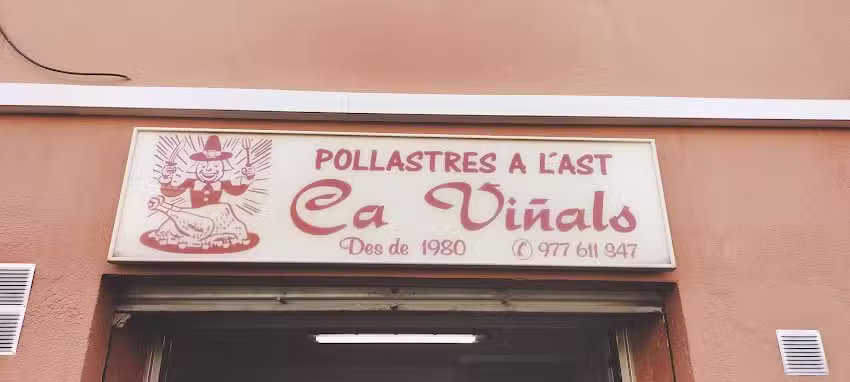 POLLASTRES A L'AST
Ca Viñals
Des de 1980
977 611 347